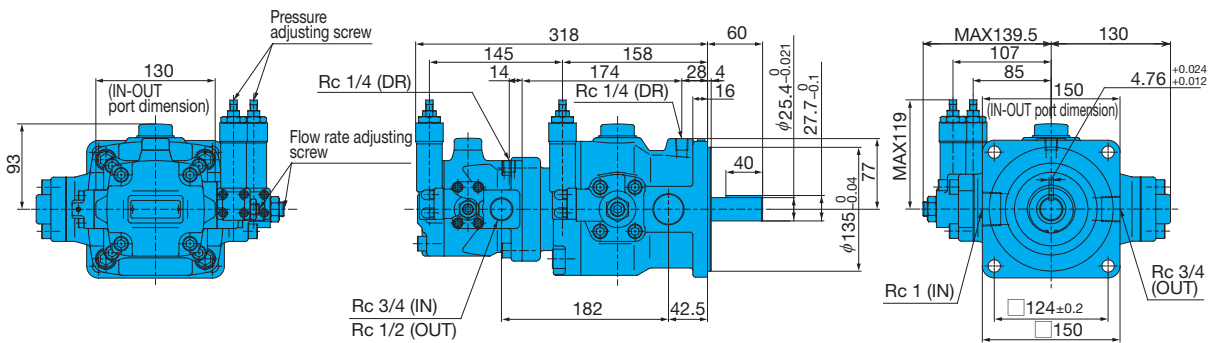 Pressure
adjusting screw
130
(IN-OUT
port dimension)
93
Flow rate adjusting
screw
318
60
145
158
14
174
28
4
16
Rc 1/4 (DR)
Rc 1/4 (DR)
φ25.4 0 -0.021
27.7 0 -0.1
40
77
φ135 0 -0.04
Rc 3/4 (IN)
Rc 1/2 (OUT)
182
42.5
MAX139.5
130
107
85
4.76 +0.024 +0.012
150
(IN-OUT port dimension)
MAX119
Rc 1 (IN)
Rc 3/4
(OUT)
□124±0.2
□150